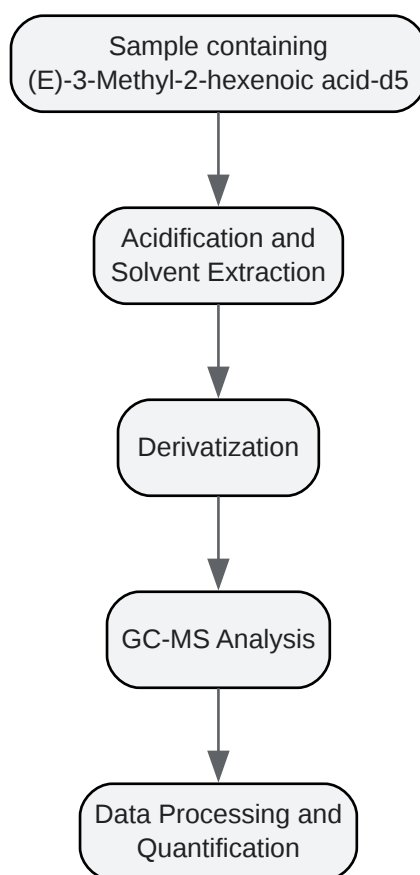 Sample containing
(E)-3-Methyl-2-hexenoic acid-d5
Acidification and
Solvent Extraction
Derivatization
GC-MS Analysis
Data Processing and
Quantification